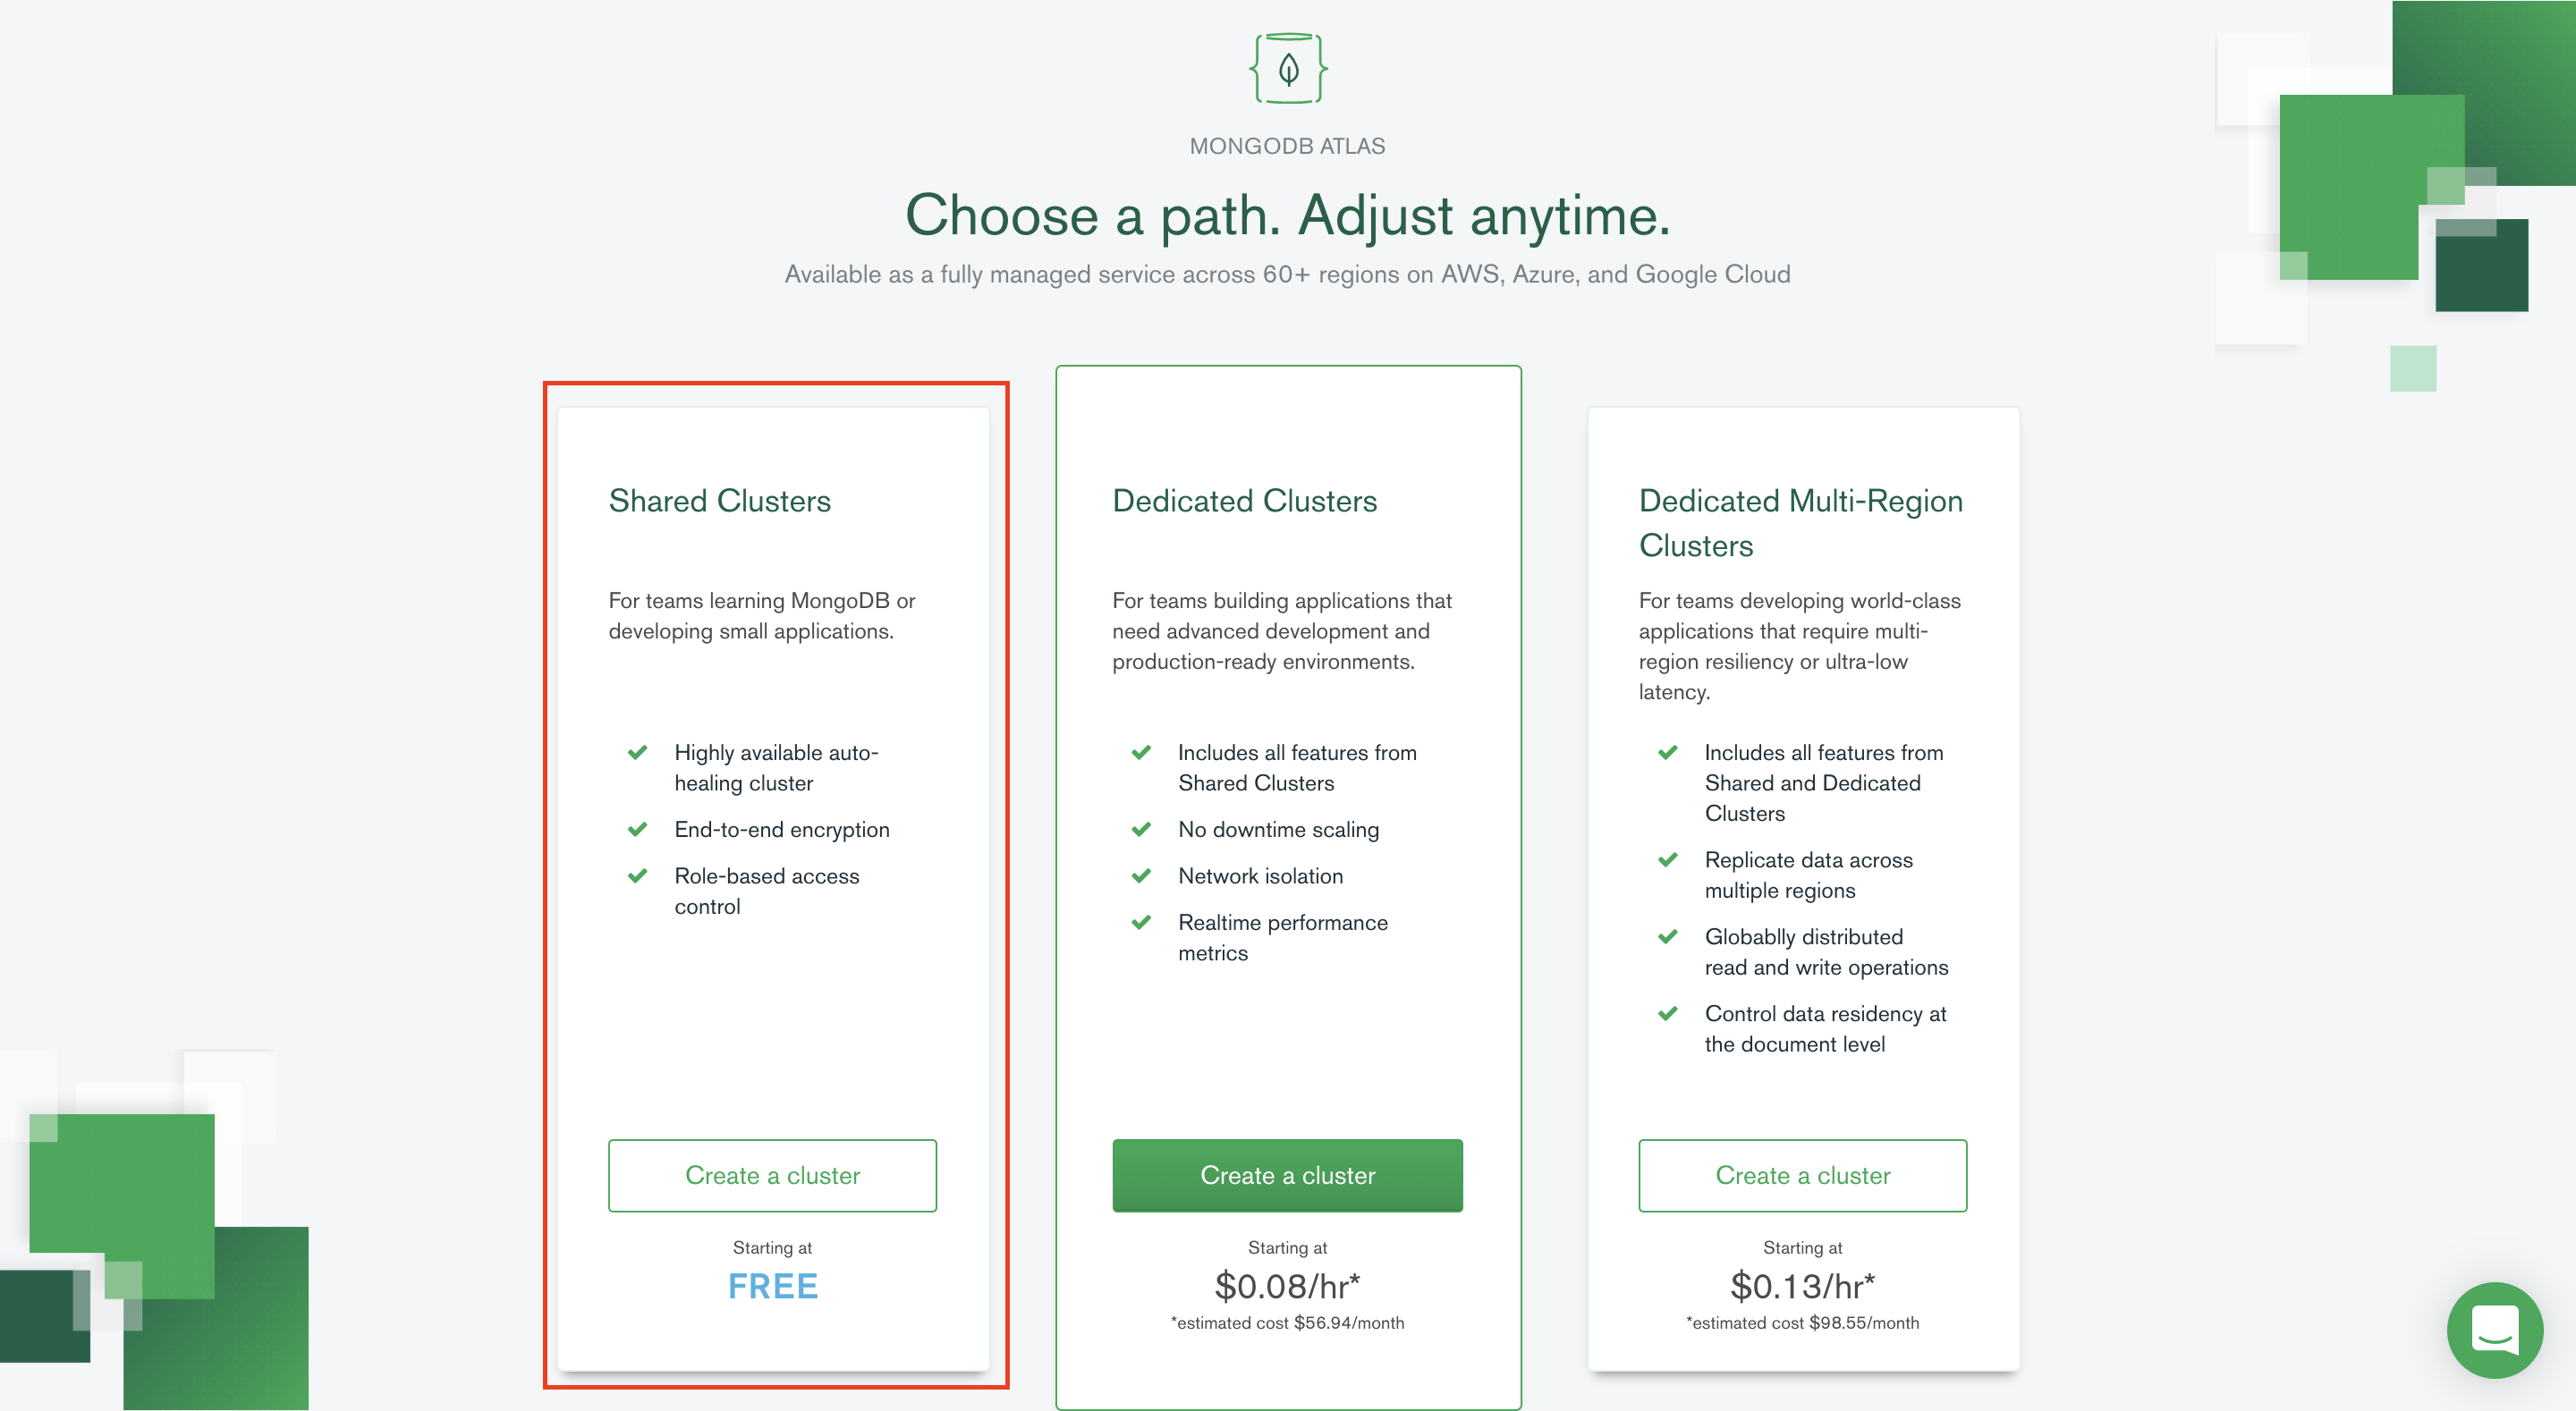 MONGODB ATLAS
Choose a path. Adjust anytime.
Available as a fully managed service across 60+ regions on AWS, Azure, and Google Cloud
Shared Clusters
For teams learning MongoDB or
developing small applications.
Highly available auto-
healing cluster
End-to-end encryption
Role-based access
control
Create a cluster
Starting at
FREE
Dedicated Clusters
For teams building applications that
need advanced development and
production-ready environments.
Includes all features from
Shared Clusters
No downtime scaling
Network isolation
Realtime performance
metrics
Create a cluster
Starting at
$0.08/hr*
*estimated cost $56.94/month
Dedicated Multi-Region
Clusters
For teams developing world-class
applications that require multi-
region resiliency or ultra-low
latency.
Includes all features from
Shared and Dedicated
Clusters
Replicate data across
multiple regions
Globablly distributed
read and write operations
Control data residency at
the document level
Create a cluster
Starting at
$0.13/hr*
*estimated cost $98.55/month